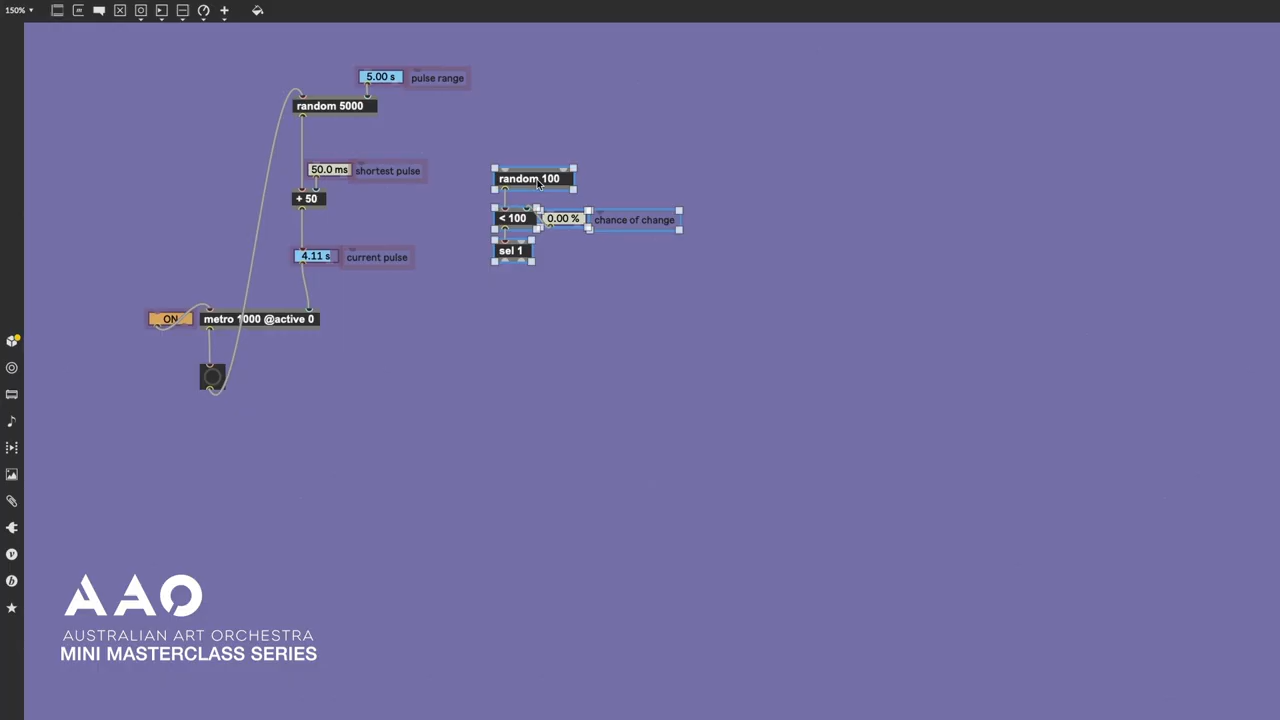 150%
5.00 s pulse range
random 5000
50.0 ms shortest pulse
random 100
+ 50
< 100 0.00 % chance of change
sel 1
4.11 s current pulse
ON metro 1000 @active 0
AAO
AUSTRALIAN ART ORCHESTRA
MINI MASTERCLASS SERIES